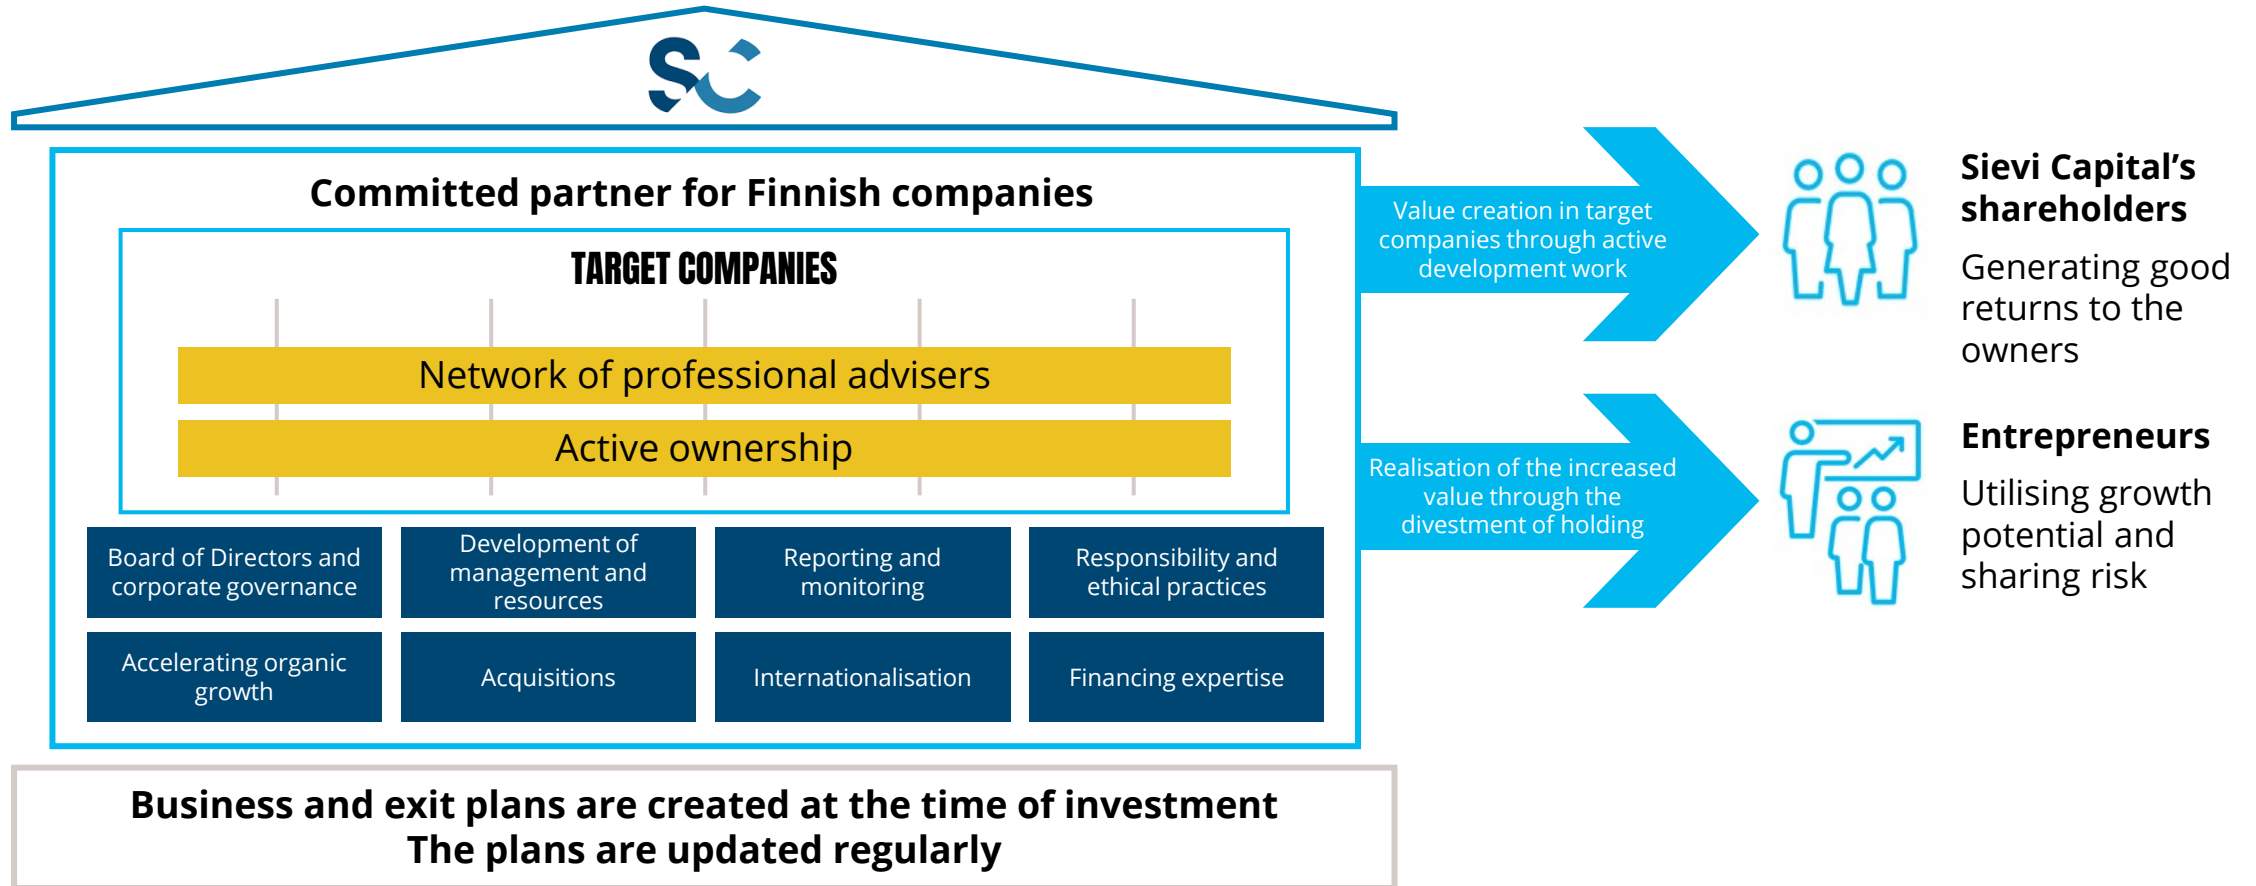 SC
Committed partner for Finnish companies
TARGET COMPANIES
Network of professional advisers
Active ownership
Board of Directors and
corporate governance
Development of
management and
resources
Reporting and
monitoring
Responsibility and
ethical practices
Accelerating organic
growth
Acquisitions
Internationalisation
Financing expertise
Business and exit plans are created at the time of investment
The plans are updated regularly
Value creation in target
companies through active
development work
Realisation of the increased
value through the
divestment of holding
Sievi Capital’s
shareholders
Generating good
returns to the
owners
Entrepreneurs
Utilising growth
potential and
sharing risk